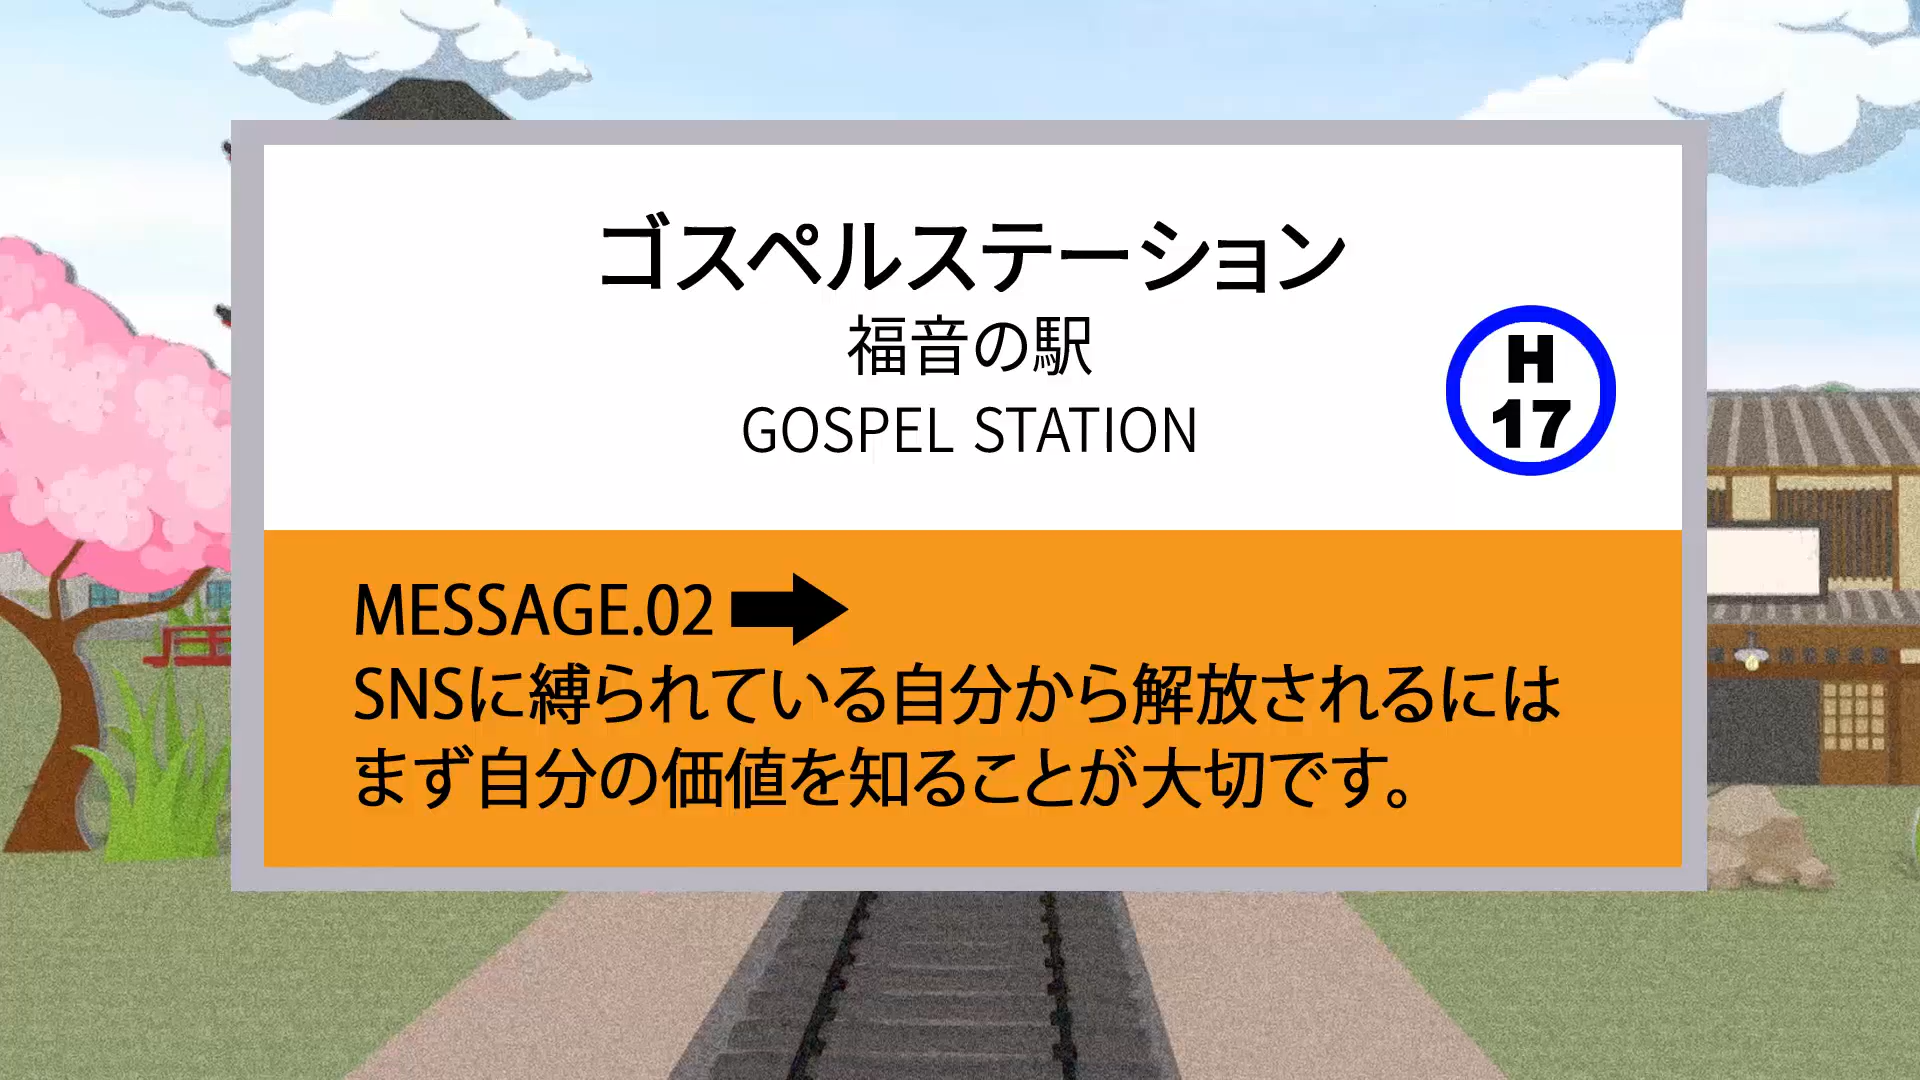 ゴスペルステーション
福音の駅
GOSPEL STATION
H
17
MESSAGE.02
SNSに縛られている自分から解放されるには
まず自分の価値を知ることが大切です。